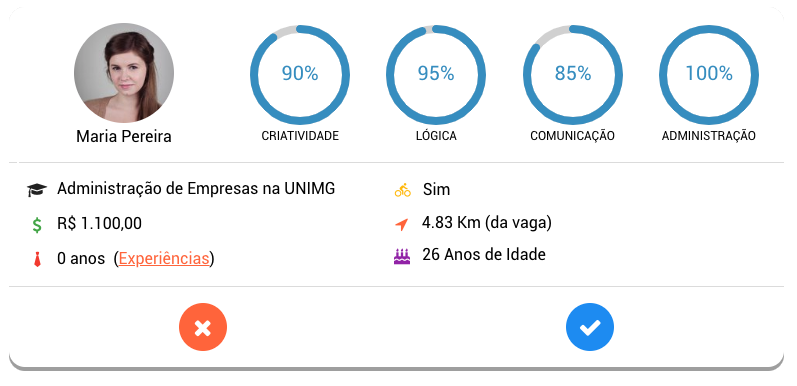 90%
95%
85%
100%
Maria Pereira
CRIATIVIDADE
LÓGICA
COMUNICAÇÃO
ADMINISTRAÇÃO
Administração de Empresas na UNIMG
Sim
R$ 1.100,00
4.83 Km (da vaga)
0 anos (Experiências)
26 Anos de Idade